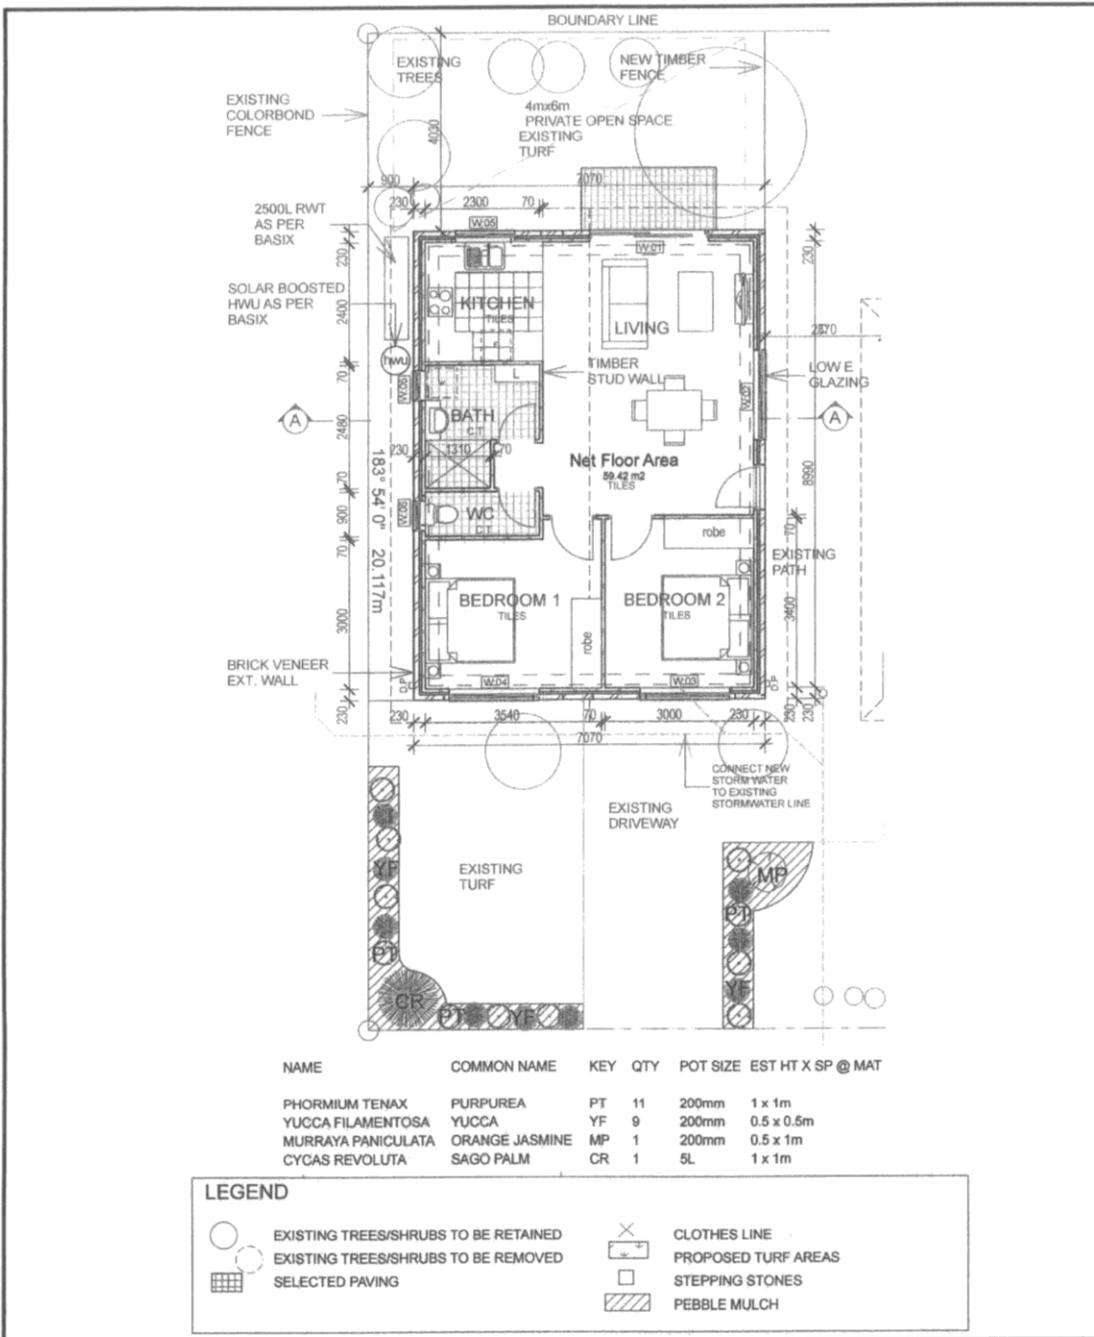 BOUNDARY LINE
EXISTING
TREES
NEW TIMBER
FENCE
EXISTING
COLORBOND
FENCE
4mx6m
PRIVATE OPEN SPACE
EXISTING
TURF
4030
900
7070
230
2300
70
2500L RWT
AS PER
BASIX
W.05
W.01
230
230
SOLAR BOOSTED
HWU AS PER
BASIX
2400
KITCHEN
TILES
F
LIVING
hwu
TIMBER
STUD WALL
L
LOW E
GLAZING
70
W.02
BATH
C.T
A
A
2480
230
1310
70
Net Floor Area
59.42 m2
TILES
8990
183° 54' 0" 20.117m
70
900
WC
C.T
W.06
robe
70
EXISTING
PATH
70
BEDROOM 1
TILES
BEDROOM 2
TILES
3400
3000
robe
BRICK VENEER
EXT. WALL
D.P
W.04
W.03
D.P
230
230
3540
70
3000
230
230
230
7070
CONNECT NEW
STORM WATER
TO EXISTING
STORMWATER LINE
EXISTING
DRIVEWAY
EXISTING
TURF
YF
MP
PT
PT
YF
CR
PT
YF
NAME COMMON NAME KEY QTY POT SIZE EST HT X SP @ MAT
PHORMIUM TENAX PURPUREA PT 11 200mm 1 x 1m
YUCCA FILAMENTOSA YUCCA YF 9 200mm 0.5 x 0.5m
MURRAYA PANICULATA ORANGE JASMINE MP 1 200mm 0.5 x 1m
CYCAS REVOLUTA SAGO PALM CR 1 5L 1 x 1m
LEGEND
EXISTING TREES/SHRUBS TO BE RETAINED
EXISTING TREES/SHRUBS TO BE REMOVED
SELECTED PAVING
CLOTHES LINE
PROPOSED TURF AREAS
STEPPING STONES
PEBBLE MULCH